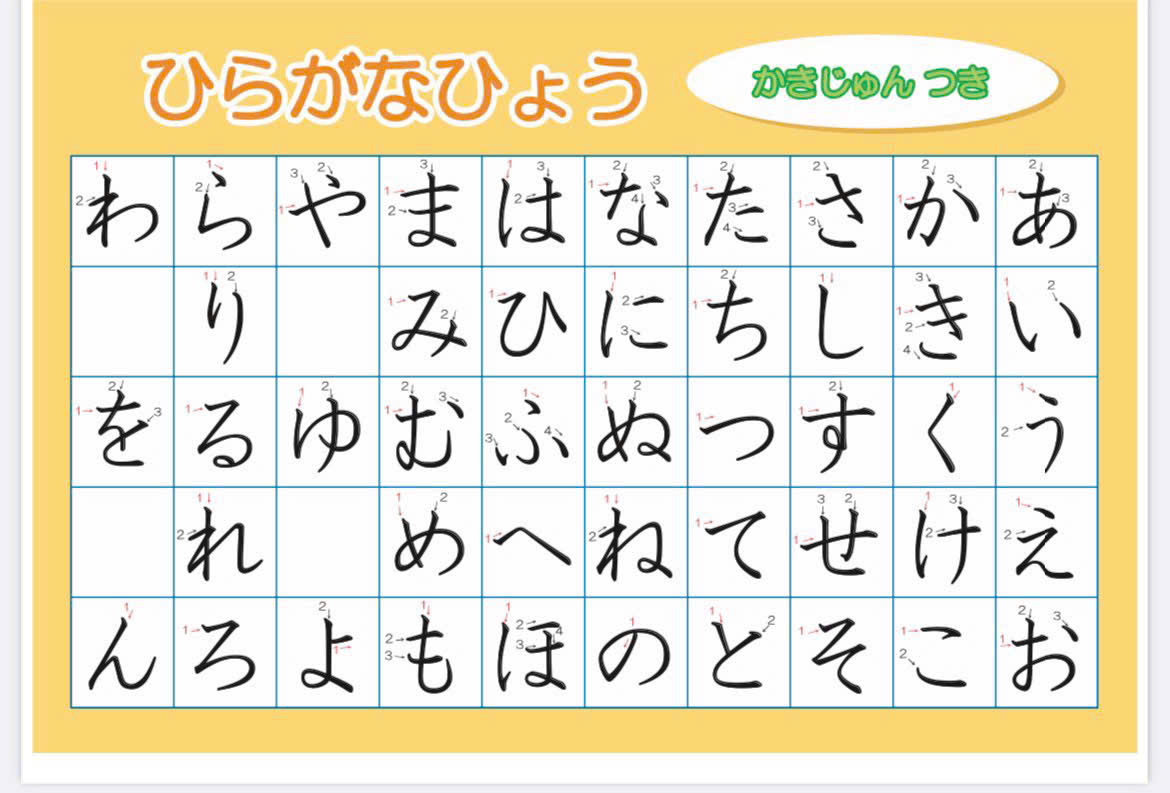 ひらがなひょう
かきじゅん つき
わ ら や ま は な た さ か あ
り み ひ に ち し き い
を る ゆ む ふ ぬ つ す く う
れ め へ ね て せ け え
ん ろ よ も ほ の と そ こ お